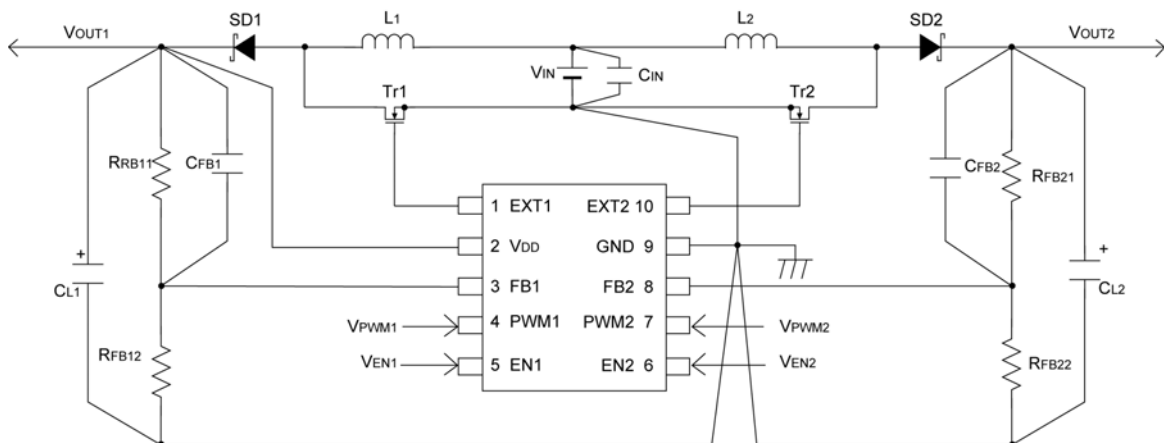 VOUT1
SD1
L1
L2
SD2
VOUT2
VIN
CIN
Tr1
Tr2
RRB11
CFB1
CFB2
RFB21
1 EXT1
EXT2 10
2 VDD
GND 9
+
CL1
3 FB1
FB2 8
+
CL2
VPWM1
4 PWM1
PWM2 7
VPWM2
RFB12
VEN1
5 EN1
EN2 6
VEN2
RFB22